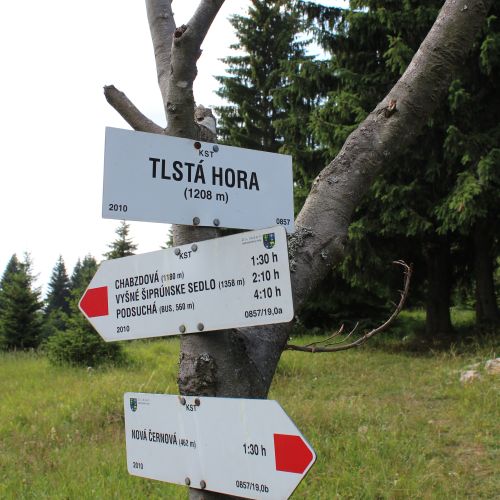 KST
TLSTÁ HORA
(1208 m)
2010 0857
KST
CHABZDOVÁ (1180 m) 1:30 h
VYŠNÉ ŠIPRÚNSKE SEDLO (1358 m) 2:10 h
PODSUCHÁ (BUS, 560 m) 4:10 h
2010 0857/19,0a
KST
NOVÁ ČERNOVÁ (462 m) 1:30 h
2010 0857/19,0b